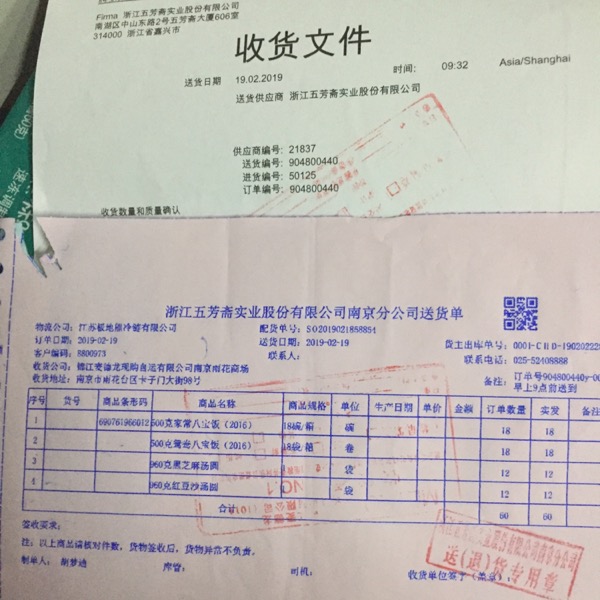 Firma 浙江五芳斋实业股份有限公司
南湖区中山东路2号五芳斋大厦606室
314000 浙江省嘉兴市
收货文件
送货日期 19.02.2019 时间: 09:32 Asia/Shanghai
送货供应商 浙江五芳斋实业股份有限公司
供应商编号: 21837
送货号: 904800440
进货号: 50125
订单编号: 904800440
收货数量和质量确认
浙江五芳斋实业股份有限公司南京分公司送货单
物流公司: 江苏极地熊冷链有限公司 配货单号: SO2019021858854 货主出库单号: 0001-CHD-19020222
订单日期: 2019-02-19 送货日期: 2019-02-19 联系电话: 025-52408888
客户编码: 8800973 联系人: 备注: 订单号904800440y-06
收货公司: 锦江麦德龙现购自运有限公司南京雨花商场 早上9点前送到
收货地址: 南京市雨花台区卡子门大街98号
序号 货号 商品条形码 商品名称 商品规格 单位 生产日期 单价 金额 订单数量 实发 备注
1 690761966012 500克家常八宝饭(2016) 18碗/箱 碗 18 18
2 500克鸳鸯八宝饭(2016) 18碗/箱 18 18
3 960克黑芝麻汤圆 袋 12 12
4 960克红豆沙汤圆 袋 12 12
合计 60 60
签收要求:
注: 以上商品请核对件数, 货物签收后, 货物异常不负责。
制单人: 胡梦迪 库管: 司机: 收货单位签字(盖章):
送(退)货专用章
NO.1